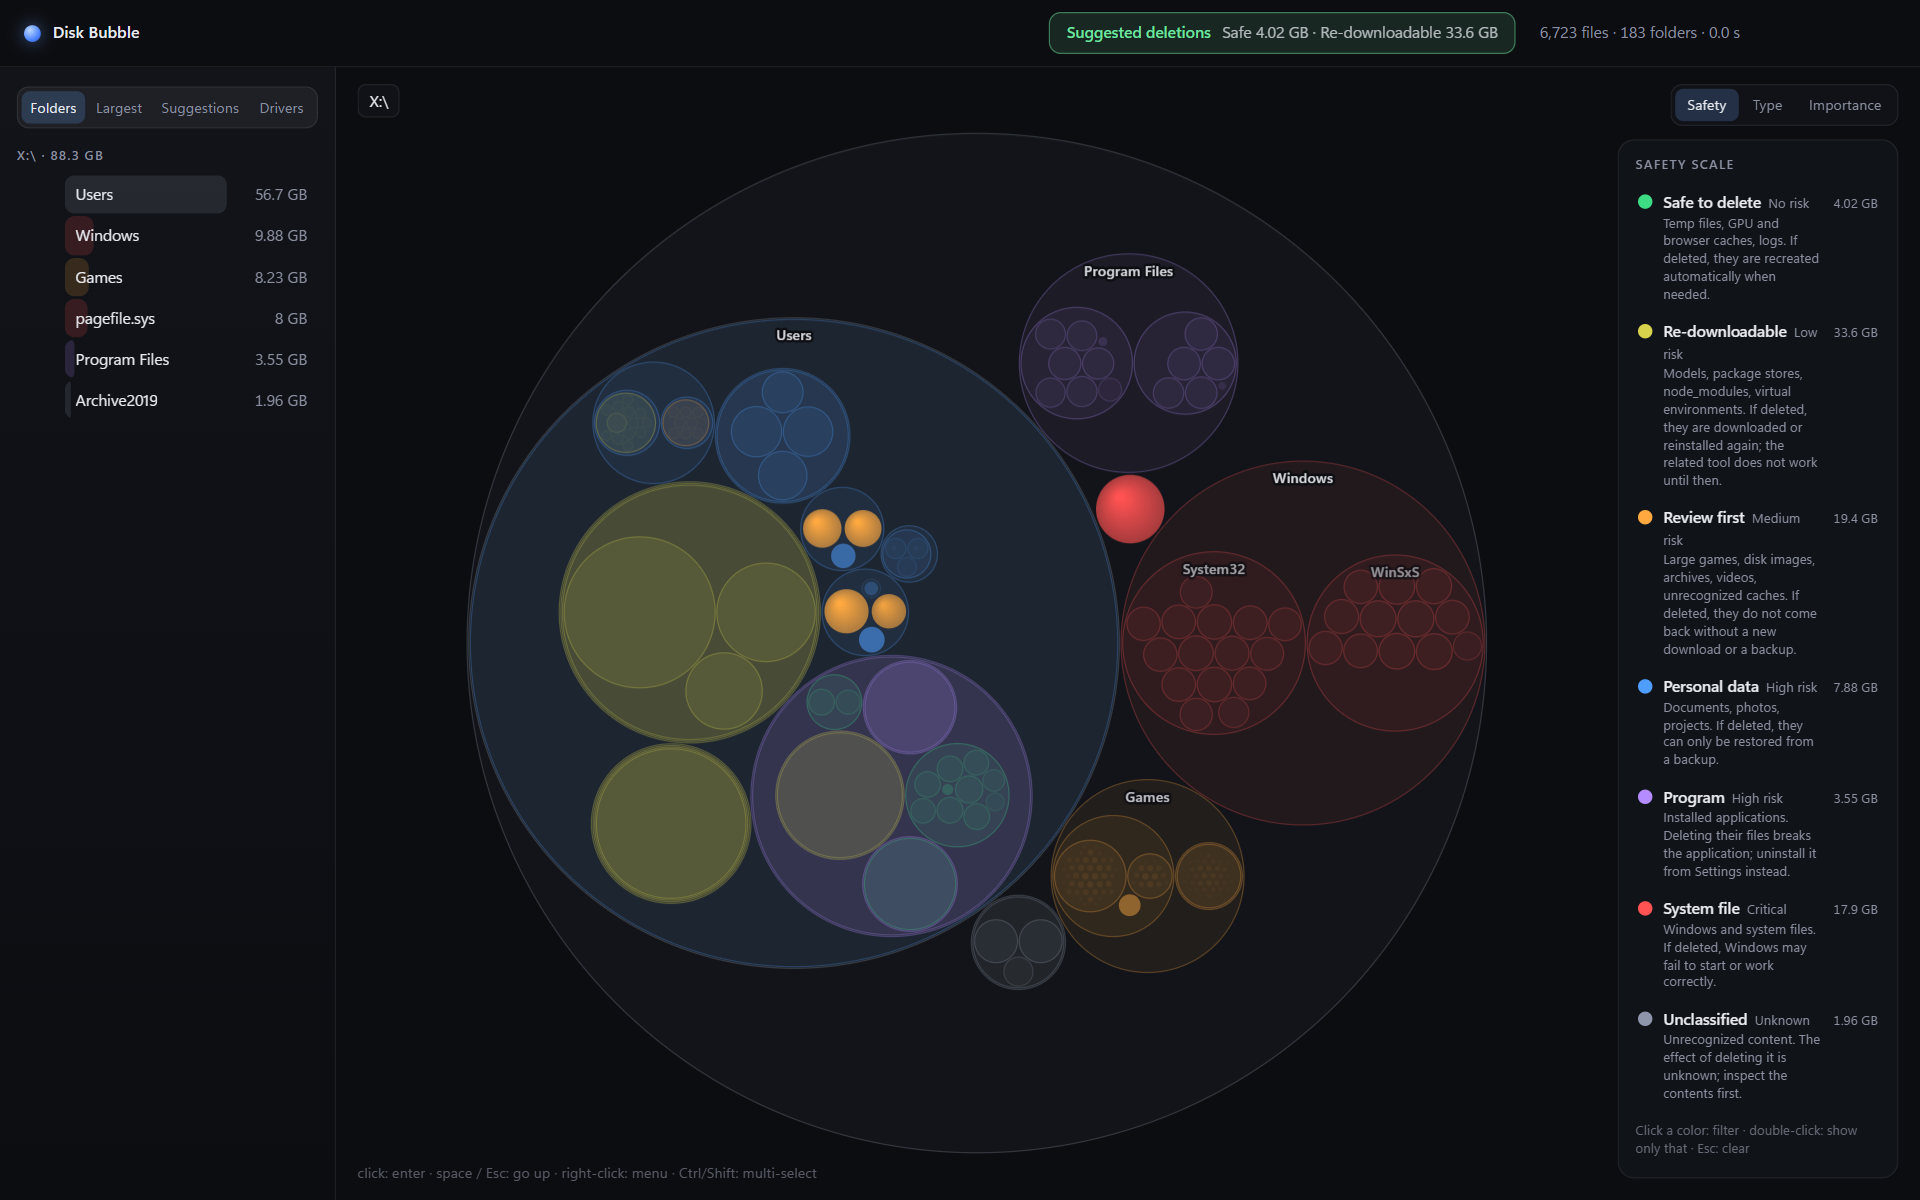 Disk Bubble
Suggested deletions Safe 4.02 GB · Re-downloadable 33.6 GB
6,723 files · 183 folders · 0.0 s
Folders Largest Suggestions Drivers
X:\ · 88.3 GB
Users 56.7 GB
Windows 9.88 GB
Games 8.23 GB
pagefile.sys 8 GB
Program Files 3.55 GB
Archive2019 1.96 GB
X:\
Program Files
Users
Windows
System32
WinSxS
Games
click: enter · space / Esc: go up · right-click: menu · Ctrl/Shift: multi-select
Safety Type Importance
SAFETY SCALE
Safe to delete No risk 4.02 GB
Temp files, GPU and
browser caches, logs. If
deleted, they are recreated
automatically when
needed.
Re-downloadable Low 33.6 GB
risk
Models, package stores,
node_modules, virtual
environments. If deleted,
they are downloaded or
reinstalled again; the
related tool does not work
until then.
Review first Medium 19.4 GB
risk
Large games, disk images,
archives, videos,
unrecognized caches. If
deleted, they do not come
back without a new
download or a backup.
Personal data High risk 7.88 GB
Documents, photos,
projects. If deleted, they
can only be restored from
a backup.
Program High risk 3.55 GB
Installed applications.
Deleting their files breaks
the application; uninstall it
from Settings instead.
System file Critical 17.9 GB
Windows and system files.
If deleted, Windows may
fail to start or work
correctly.
Unclassified Unknown 1.96 GB
Unrecognized content. The
effect of deleting it is
unknown; inspect the
contents first.
Click a color: filter · double-click: show
only that · Esc: clear